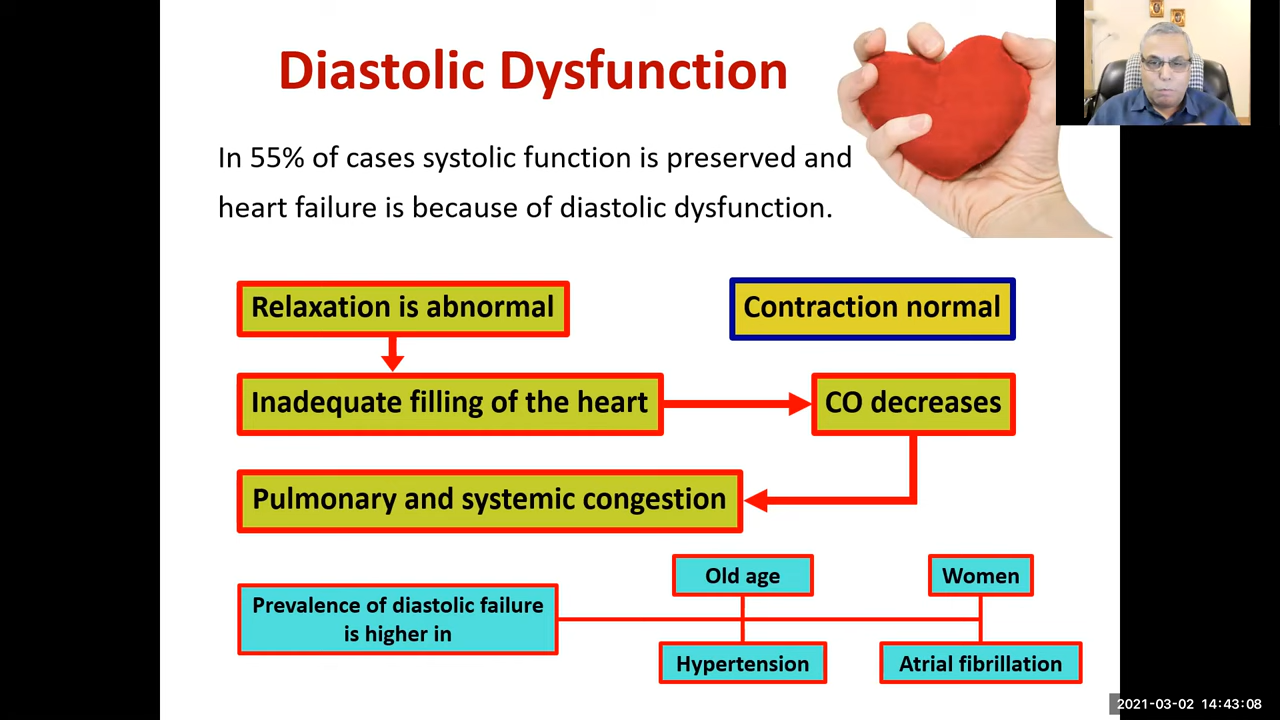 Diastolic Dysfunction
In 55% of cases systolic function is preserved and
heart failure is because of diastolic dysfunction.
Relaxation is abnormal
Contraction normal
Inadequate filling of the heart
CO decreases
Pulmonary and systemic congestion
Prevalence of diastolic failure
is higher in
Old age
Women
Hypertension
Atrial fibrillation
2021-03-02 14:43:08